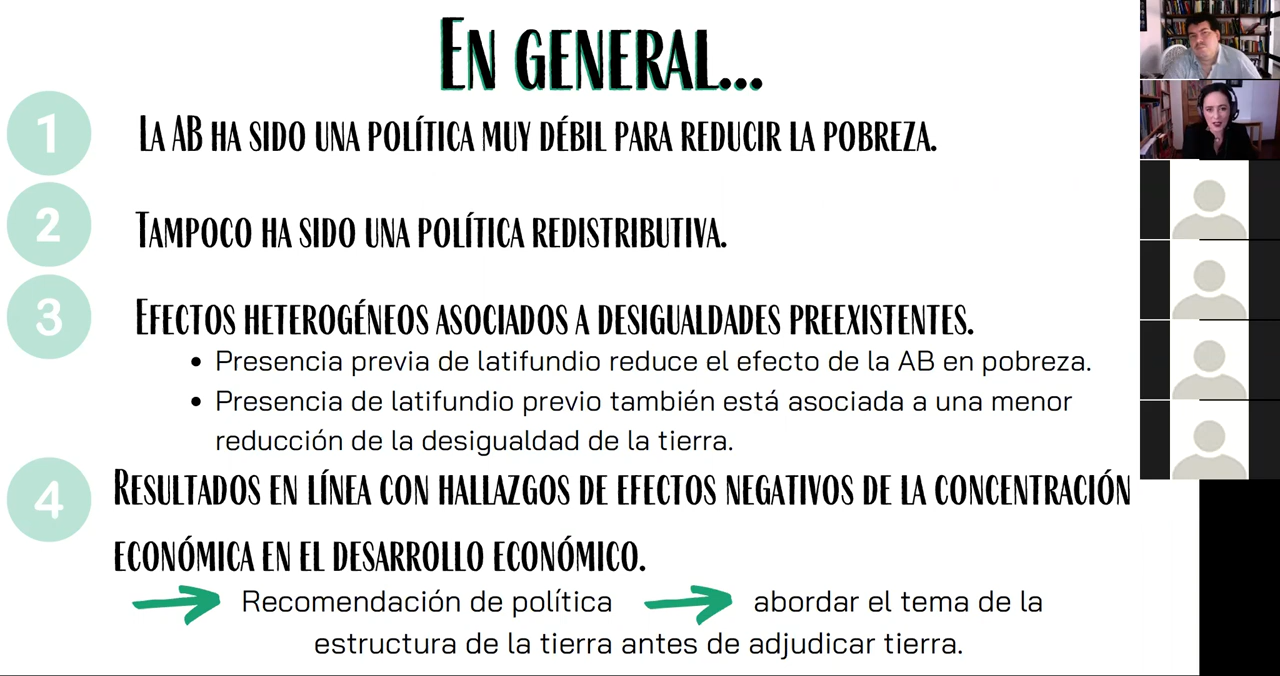 En general...
1 La AB ha sido una política muy débil para reducir la pobreza.
2 Tampoco ha sido una política redistributiva.
3 Efectos heterogéneos asociados a desigualdades preexistentes.
• Presencia previa de latifundio reduce el efecto de la AB en pobreza.
• Presencia de latifundio previo también está asociada a una menor
reducción de la desigualdad de la tierra.
4 Resultados en línea con hallazgos de efectos negativos de la concentración
económica en el desarrollo económico.
Recomendación de política abordar el tema de la
estructura de la tierra antes de adjudicar tierra.